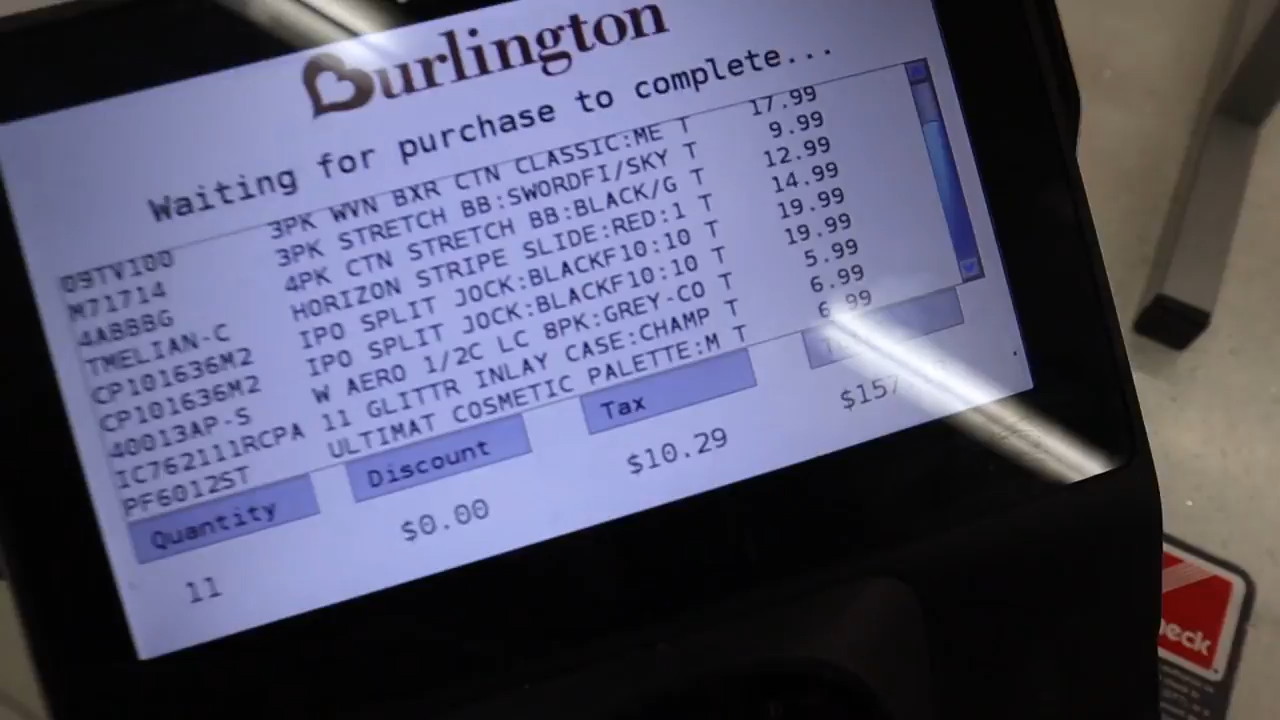 Burlington
Waiting for purchase to complete...
09TV100 3PK WVN BXR CTN CLASSIC:ME T 17.99
M71714 3PK STRETCH BB:SWORDFI/SKY T 9.99
4ABBBG 4PK CTN STRETCH BB:BLACK/G T 12.99
TMELIAN-C HORIZON STRIPE SLIDE:RED:1 T 14.99
CP101636M2 IPO SPLIT JOCK:BLACKF10:10 T 19.99
CP101636M2 IPO SPLIT JOCK:BLACKF10:10 T 19.99
40013AP-S W AERO 1/2C LC 8PK:GREY-CO T 5.99
IC762111RCPA 11 GLITTR INLAY CASE:CHAMP T 6.99
PF6012ST ULTIMAT COSMETIC PALETTE:M T 6.99
Quantity Discount Tax
11 $0.00 $10.29 $157
eck